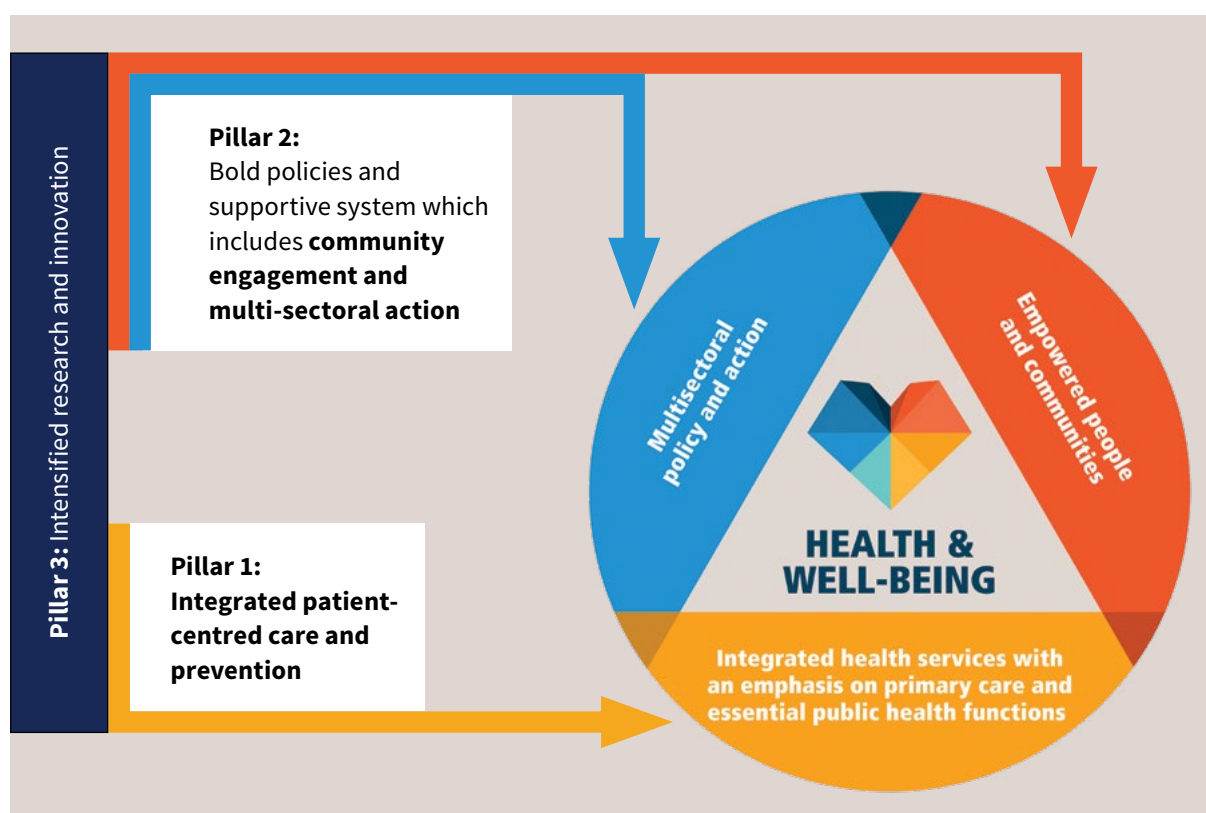 Pillar 3: Intensified research and innovation
Pillar 2:
Bold policies and
supportive system which
includes community
engagement and
multi-sectoral action
Pillar 1:
Integrated patient-
centred care and
prevention
Multisectoral
policy and action
Empowered people
and communities
HEALTH &
WELL-BEING
Integrated health services with
an emphasis on primary care and
essential public health functions